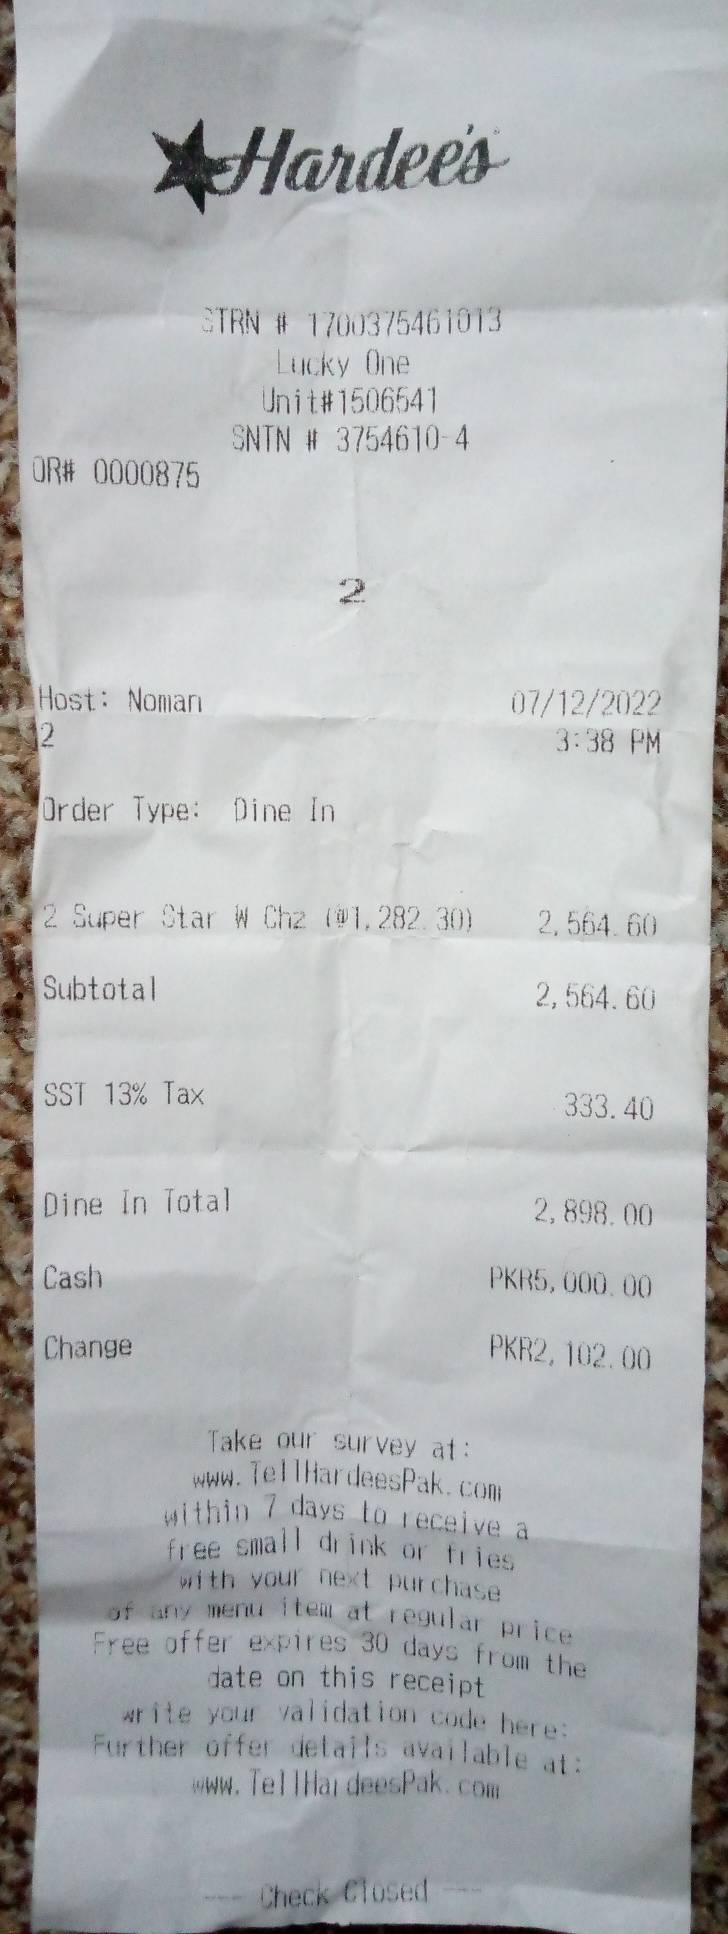 Hardee's
STRN # 1700375461013
Lucky One
Unit#1506541
SNTN # 3754610-4
OR# 0000875
2
Host: Noman 07/12/2022
2 3:38 PM
Order Type: Dine In
2 Super Star W Chz (@1,282.30) 2,564.60
Subtotal 2,564.60
SST 13% Tax 333.40
Dine In Total 2,898.00
Cash PKR5,000.00
Change PKR2,102.00
Take our survey at:
www.TellHardeesPak.com
within 7 days to receive a
free small drink or fries
with your next purchase
of any menu item at regular price
Free offer expires 30 days from the
date on this receipt
write your validation code here:
Further offer details available at:
www.TellHardeesPak.com
--- Check Closed ---